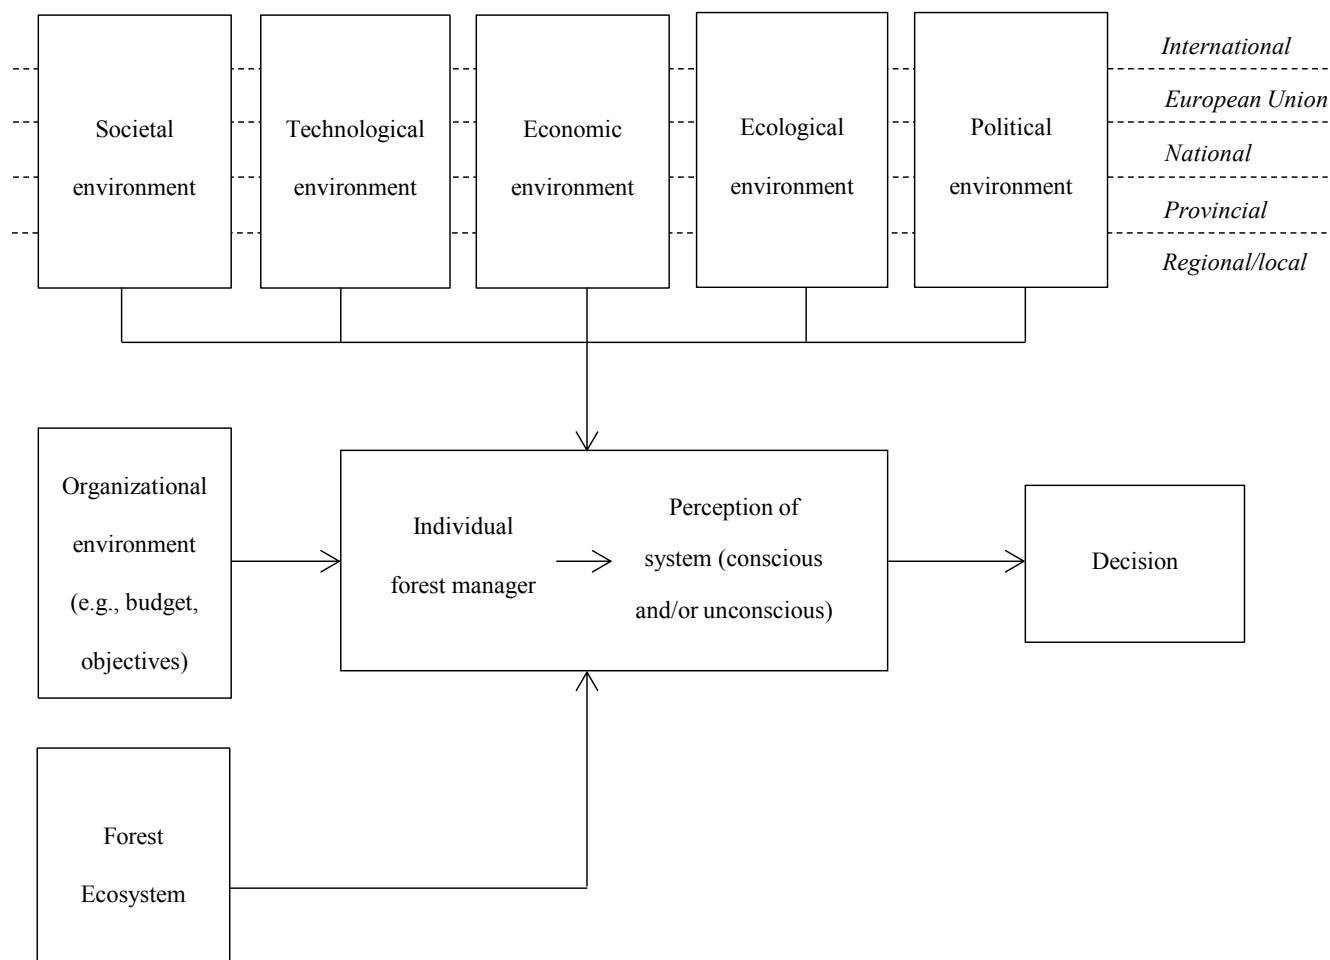 International
European Union
National
Provincial
Regional/local
Societal
environment
Technological
environment
Economic
environment
Ecological
environment
Political
environment
Organizational
environment
(e.g., budget,
objectives)
Individual
forest manager
Perception of
system (conscious
and/or unconscious)
Decision
Forest
Ecosystem